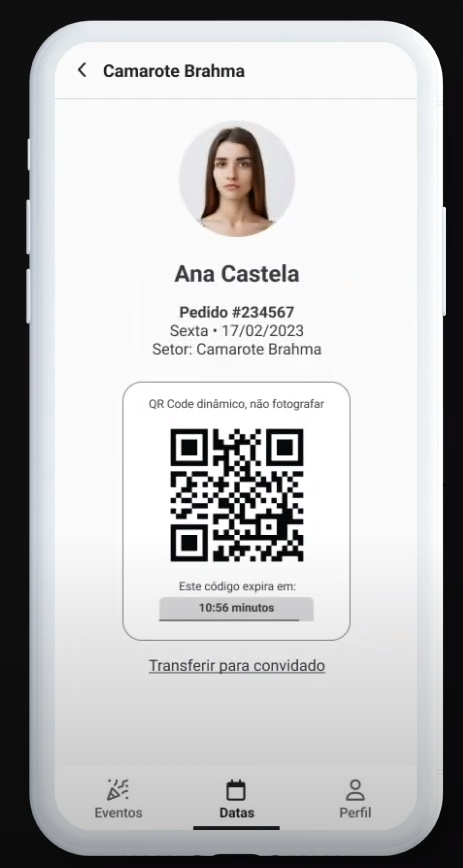 Camarote Brahma
Ana Castela
Pedido #234567
Sexta • 17/02/2023
Setor: Camarote Brahma
QR Code dinâmico, não fotografar
Este código expira em:
10:56 minutos
Transferir para convidado
Eventos
Datas
Perfil